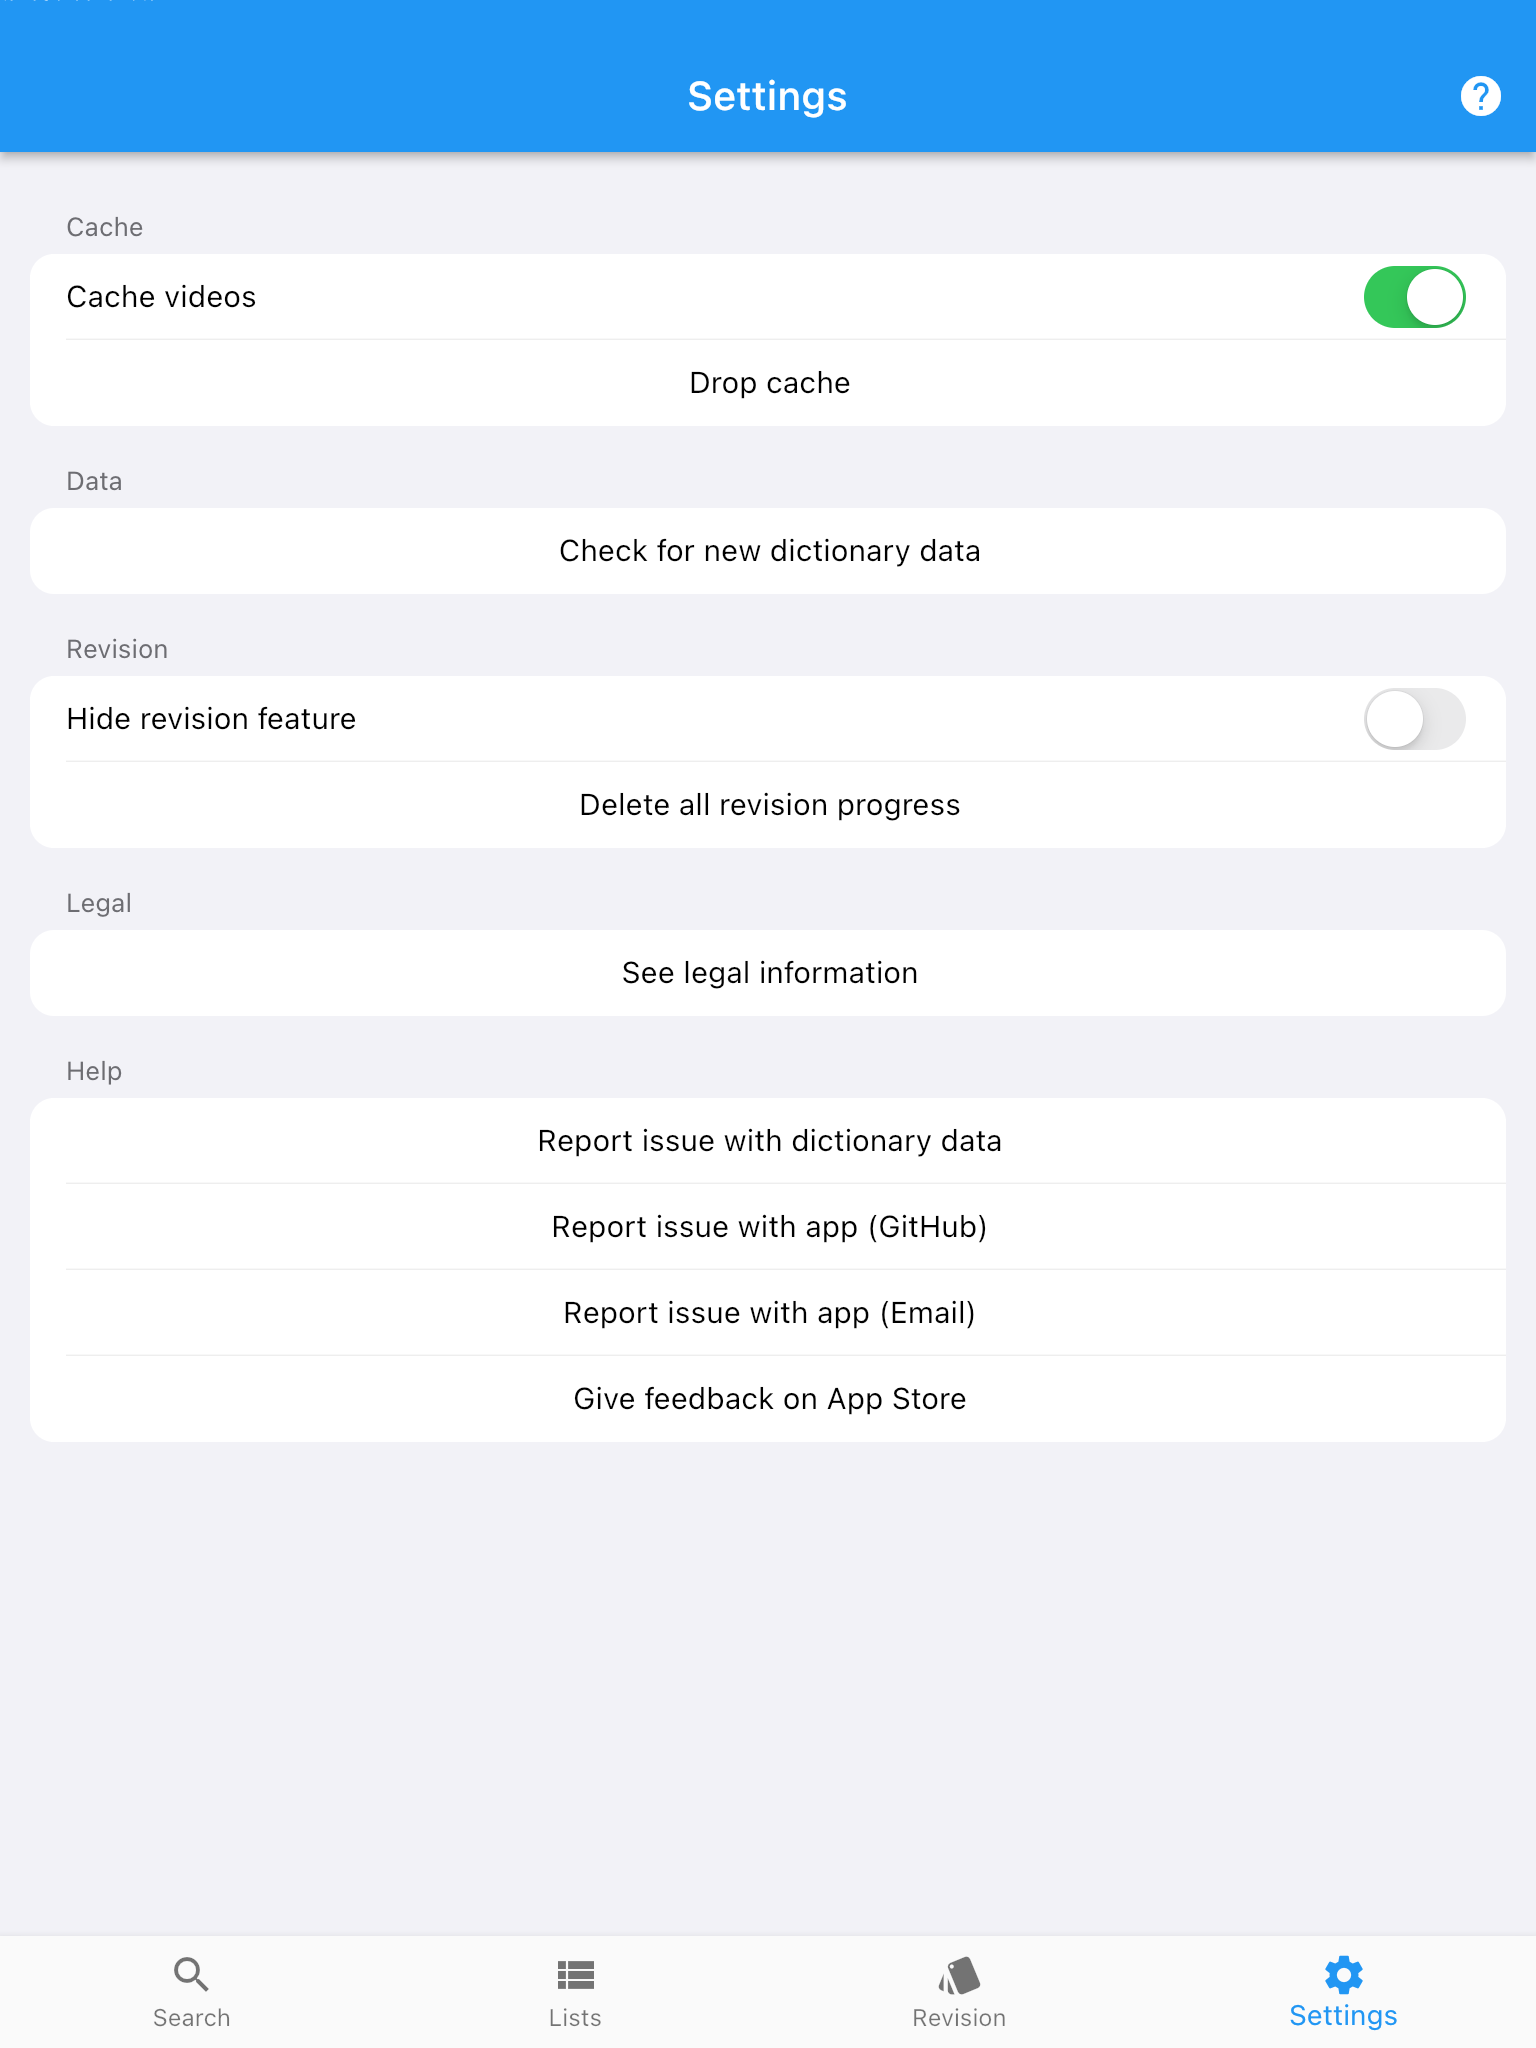 Settings
Cache
Cache videos
Drop cache
Data
Check for new dictionary data
Revision
Hide revision feature
Delete all revision progress
Legal
See legal information
Help
Report issue with dictionary data
Report issue with app (GitHub)
Report issue with app (Email)
Give feedback on App Store
Search
Lists
Revision
Settings